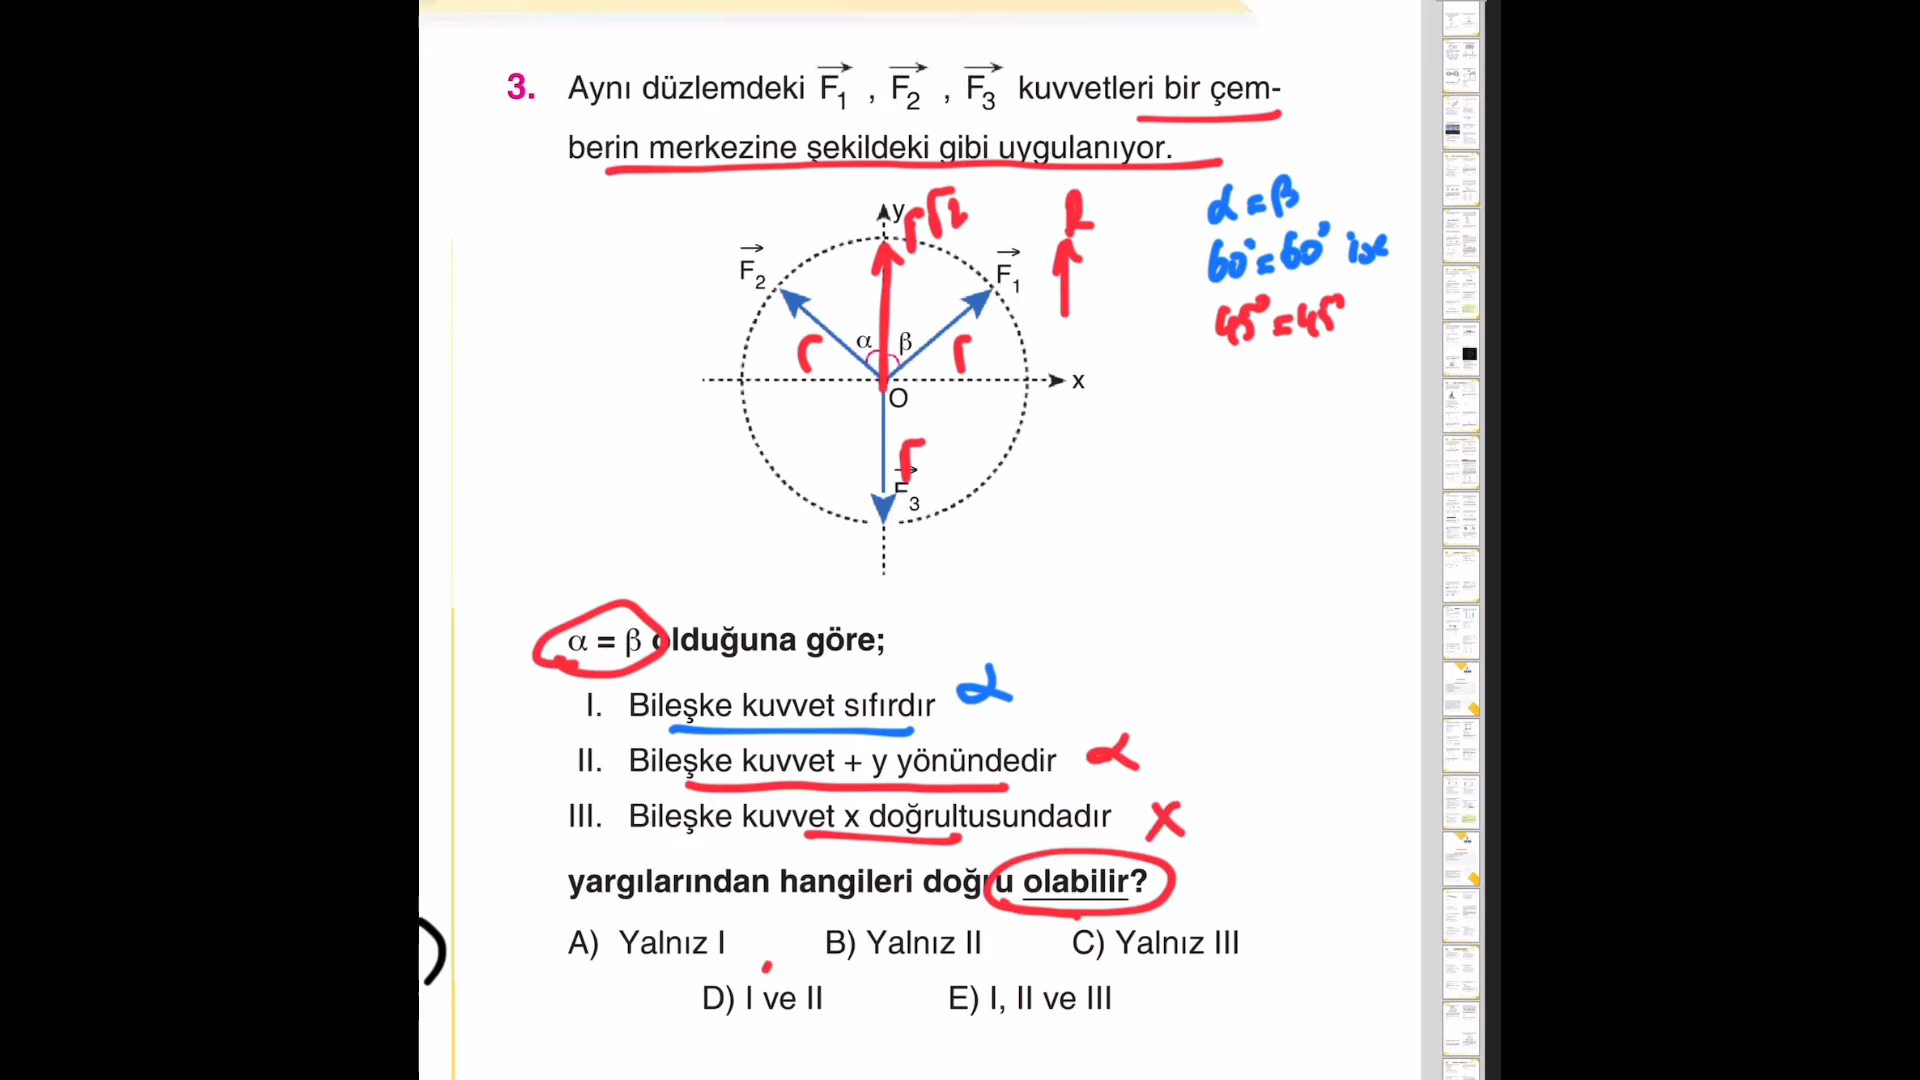 3. Aynı düzlemdeki F₁ , F₂ , F₃ kuvvetleri bir çem-
berin merkezine şekildeki gibi uygulanıyor.
y r√2 R
α = β
60° = 60° ise
45° = 45°
F₂ F₁
r α β r
O x
r
F₃
α = β olduğuna göre;
I. Bileşke kuvvet sıfırdır
II. Bileşke kuvvet + y yönündedir
III. Bileşke kuvvet x doğrultusundadır
yargılarından hangileri doğru olabilir?
A) Yalnız I B) Yalnız II C) Yalnız III
D) I ve II E) I, II ve III